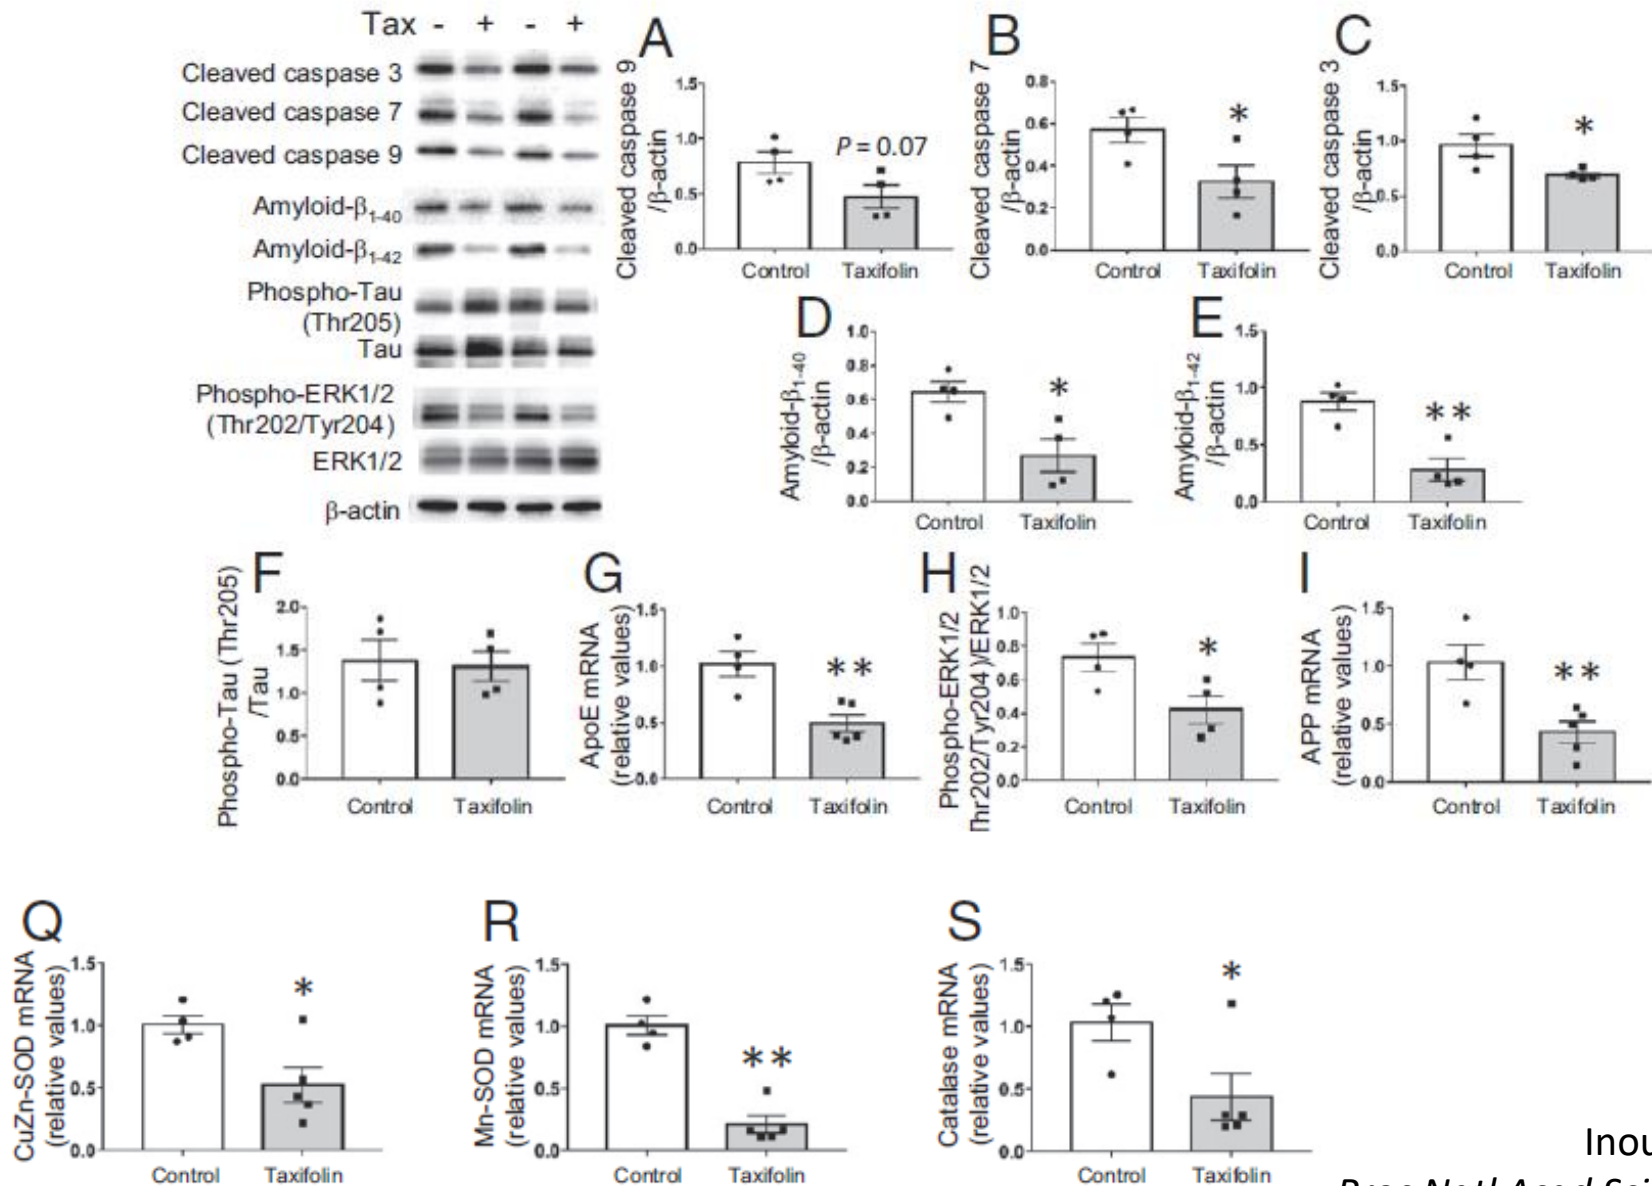 Tax - + - +
Cleaved caspase 3
Cleaved caspase 7
Cleaved caspase 9
Amyloid-β1-40
Amyloid-β1-42
Phospho-Tau
(Thr205)
Tau
Phospho-ERK1/2
(Thr202/Tyr204)
ERK1/2
β-actin
A
Cleaved caspase 9
/β-actin
1.5
1.0
0.5
0.0
P = 0.07
Control Taxifolin
B
Cleaved caspase 7
/β-actin
0.8
0.6
0.4
0.2
0.0
*
Control Taxifolin
C
Cleaved caspase 3
/β-actin
1.5
1.0
0.5
0.0
*
Control Taxifolin
D
Amyloid-β1-40
/β-actin
1.0
0.8
0.6
0.4
0.2
0.0
*
Control Taxifolin
E
Amyloid-β1-42
/β-actin
1.5
1.0
0.5
0.0
**
Control Taxifolin
F
Phospho-Tau (Thr205)
/Tau
2.0
1.5
1.0
0.5
0.0
Control Taxifolin
G
ApoE mRNA
(relative values)
1.5
1.0
0.5
0.0
**
Control Taxifolin
H
Phospho-ERK1/2
Thr202/Tyr204)/ERK1/2
1.0
0.8
0.6
0.4
0.2
0.0
*
Control Taxifolin
I
APP mRNA
(relative values)
1.5
1.0
0.5
0.0
**
Control Taxifolin
Q
CuZn-SOD mRNA
(relative values)
1.5
1.0
0.5
0.0
*
Control Taxifolin
R
Mn-SOD mRNA
(relative values)
1.5
1.0
0.5
0.0
**
Control Taxifolin
S
Catalase mRNA
(relative values)
1.5
1.0
0.5
0.0
*
Control Taxifolin
Inou